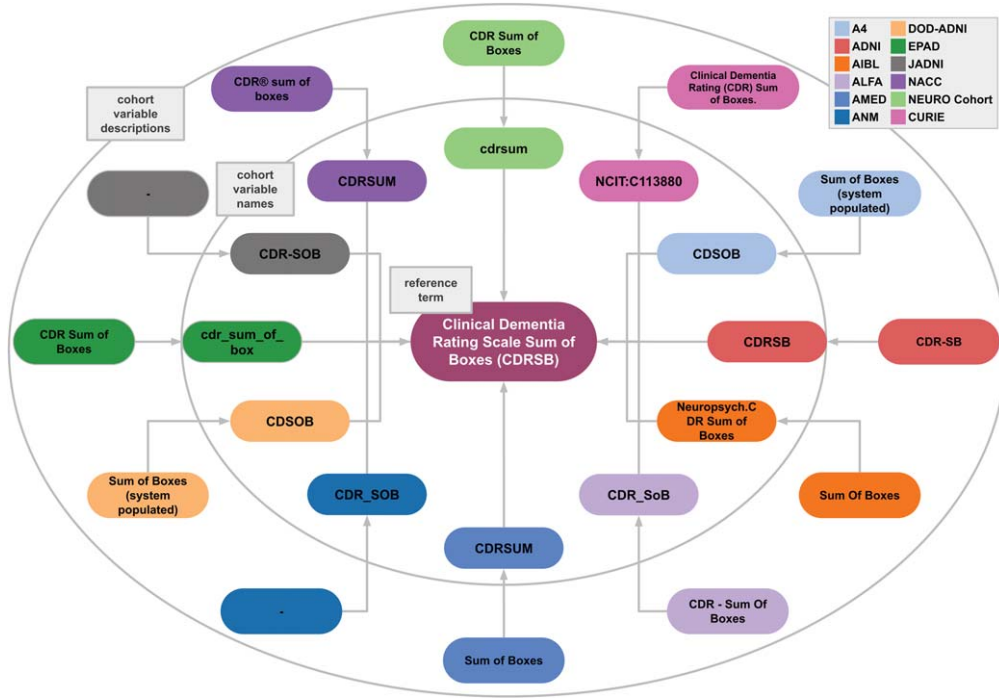 CDR Sum of
Boxes
A4
ADNI
AIBL
ALFA
AMED
ANM
DOD-ADNI
EPAD
JADNI
NACC
NEURO Cohort
CURIE
CDR® sum of
boxes
Clinical Dementia
Rating (CDR) Sum
of Boxes.
cohort
variable
descriptions
cdrsum
cohort
variable
names
CDRSUM
NCIT:C113880
Sum of Boxes
(system
populated)
-
CDR-SOB
CDSOB
reference
term
CDR Sum of
Boxes
cdr_sum_of_
box
Clinical Dementia
Rating Scale Sum of
Boxes (CDRSB)
CDRSB
CDR-SB
CDSOB
Neuropsych.C
DR Sum of
Boxes
Sum of Boxes
(system
populated)
CDR_SOB
CDR_SoB
Sum Of Boxes
CDRSUM
-
CDR - Sum Of
Boxes
Sum of Boxes